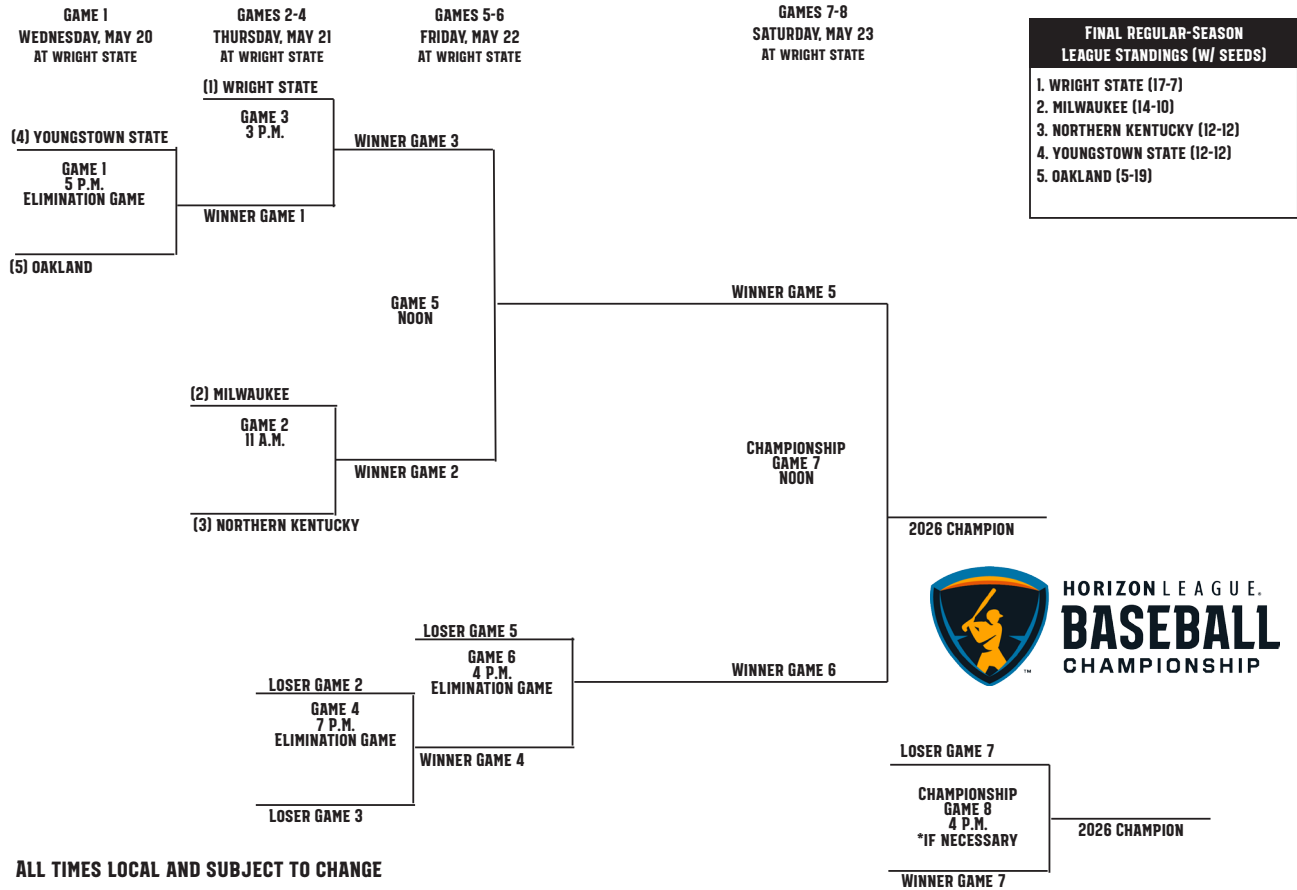 GAME 1
WEDNESDAY, MAY 20
AT WRIGHT STATE
GAMES 2-4
THURSDAY, MAY 21
AT WRIGHT STATE
GAMES 5-6
FRIDAY, MAY 22
AT WRIGHT STATE
GAMES 7-8
SATURDAY, MAY 23
AT WRIGHT STATE
FINAL REGULAR-SEASON
LEAGUE STANDINGS (W/ SEEDS)
1. WRIGHT STATE (17-7)
2. MILWAUKEE (14-10)
3. NORTHERN KENTUCKY (12-12)
4. YOUNGSTOWN STATE (12-12)
5. OAKLAND (5-19)
(1) WRIGHT STATE
GAME 3
3 P.M.
(4) YOUNGSTOWN STATE
GAME 1
5 P.M.
ELIMINATION GAME
(5) OAKLAND
WINNER GAME 1
WINNER GAME 3
GAME 5
NOON
(2) MILWAUKEE
GAME 2
11 A.M.
(3) NORTHERN KENTUCKY
WINNER GAME 2
WINNER GAME 5
CHAMPIONSHIP
GAME 7
NOON
2026 CHAMPION
HORIZON LEAGUE.
BASEBALL
CHAMPIONSHIP
TM
LOSER GAME 5
GAME 6
4 P.M.
ELIMINATION GAME
WINNER GAME 6
LOSER GAME 2
GAME 4
7 P.M.
ELIMINATION GAME
WINNER GAME 4
LOSER GAME 3
LOSER GAME 7
CHAMPIONSHIP
GAME 8
4 P.M.
*IF NECESSARY
2026 CHAMPION
WINNER GAME 7
ALL TIMES LOCAL AND SUBJECT TO CHANGE